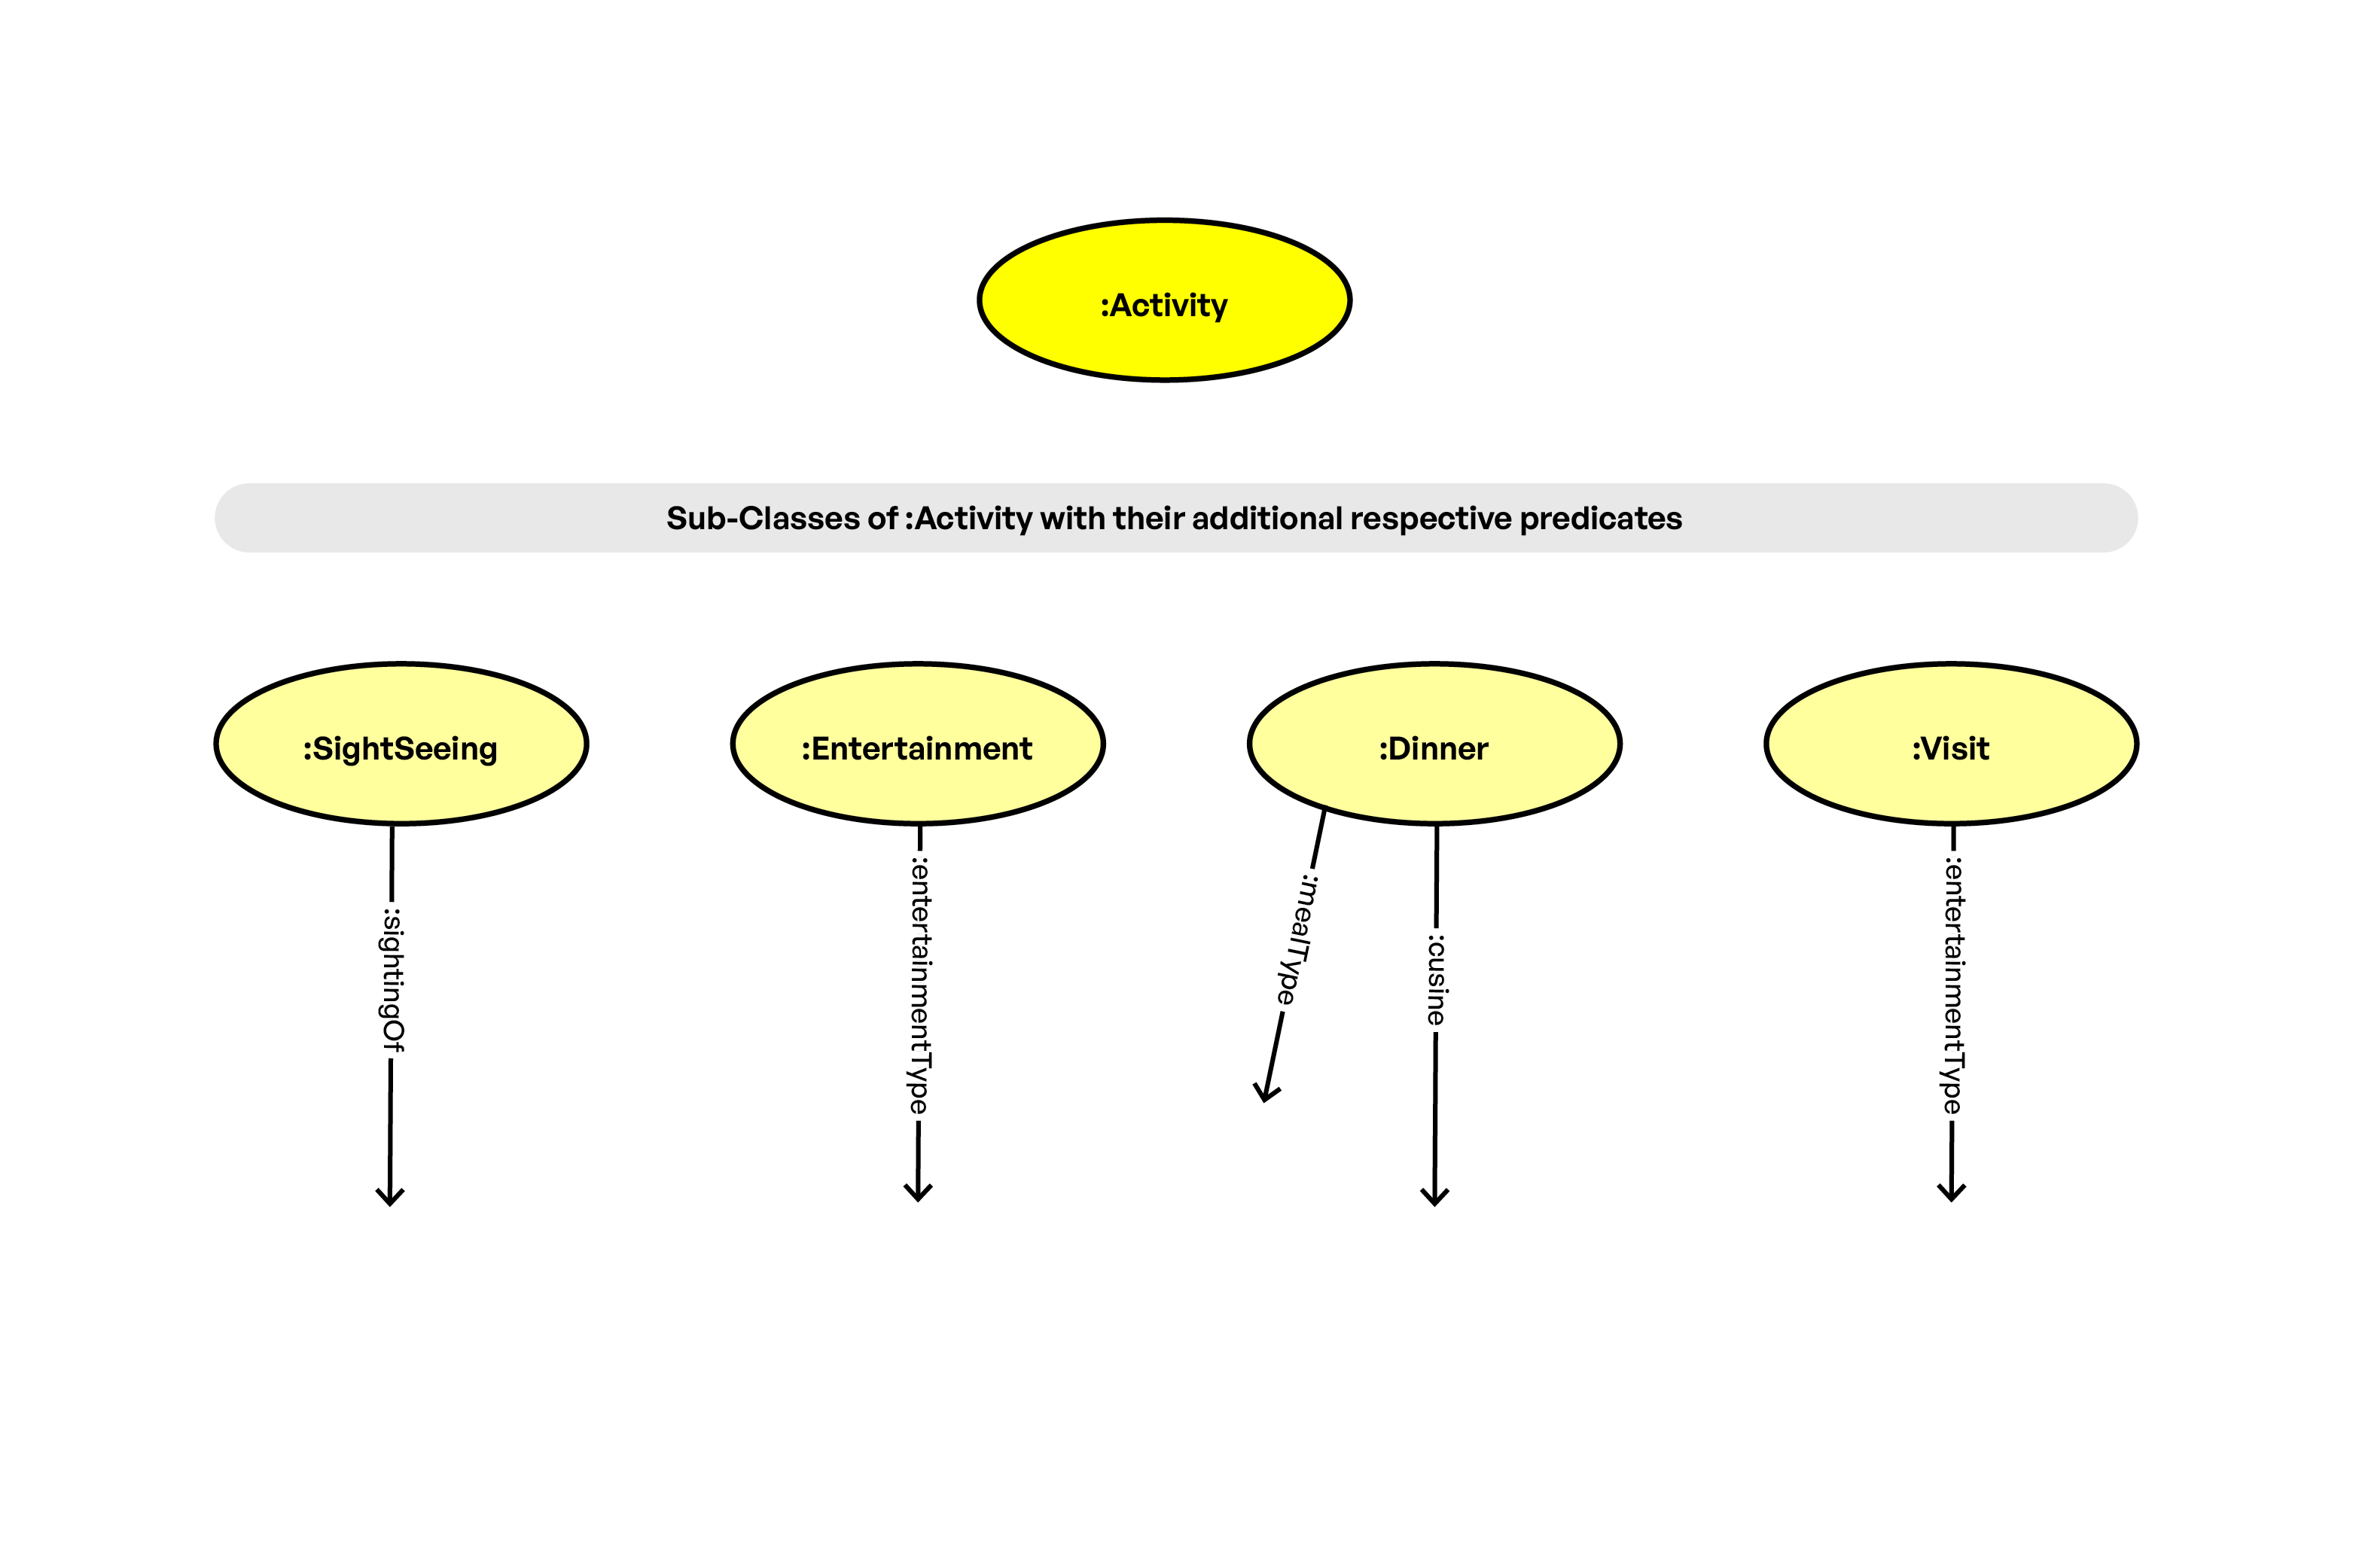 :Activity
Sub-Classes of :Activity with their additional respective predicates
:SightSeeing
:Entertainment
:Dinner
:Visit
:sightingOf
:entertainmentType
:mealType
:cusine
:entertainmentType